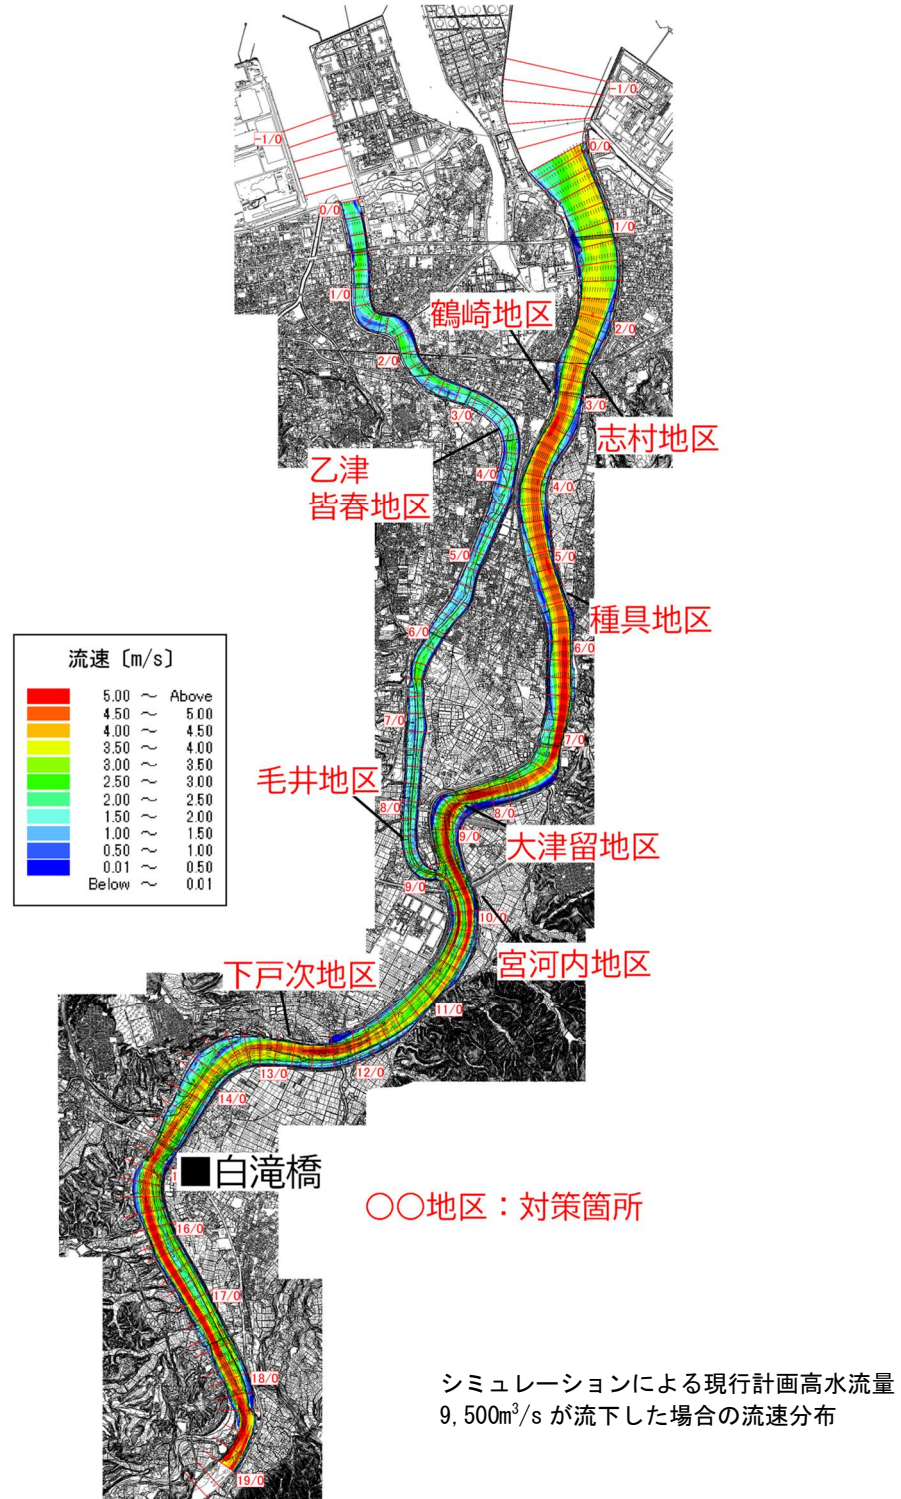 -1/0
-1/0
0/0
0/0
1/0
1/0
鶴崎地区
2/0
2/0
3/0
3/0
志村地区
乙津
皆春地区
4/0
4/0
5/0
5/0
種具地区
6/0
6/0
流速〔m/s〕
5.00 ～ Above
4.50 ～ 5.00
4.00 ～ 4.50
3.50 ～ 4.00
3.00 ～ 3.50
2.50 ～ 3.00
2.00 ～ 2.50
1.50 ～ 2.00
1.00 ～ 1.50
0.50 ～ 1.00
0.01 ～ 0.50
Below ～ 0.01
7/0
7/0
毛井地区
8/0
8/0
9/0
大津留地区
9/0
10/0
宮河内地区
下戸次地区
11/0
12/0
13/0
14/0
■白滝橋
○○地区：対策箇所
16/0
17/0
18/0
19/0
シミュレーションによる現行計画高水流量
9,500m³/s が流下した場合の流速分布